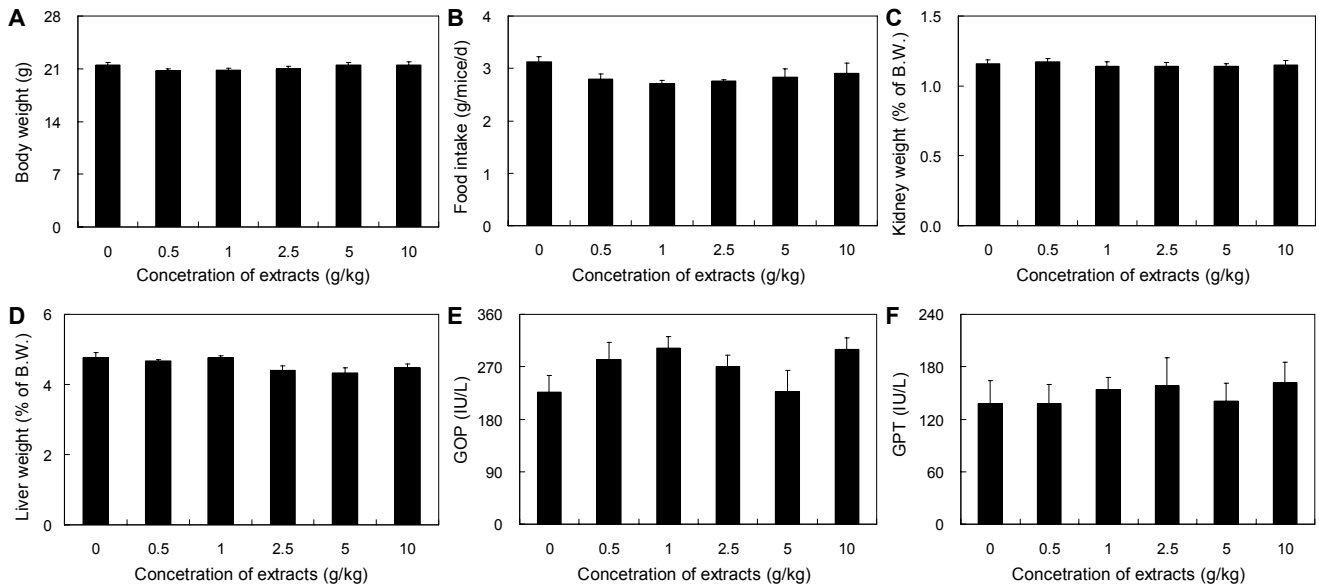 A
Body weight (g)
28
21
14
7
0
0 0.5 1 2.5 5 10
Concetration of extracts (g/kg)
B
Food intake (g/mice/d)
4
3
2
1
0
0 0.5 1 2.5 5 10
Concetration of extracts (g/kg)
C
Kidney weight (% of B.W.)
1.5
1.0
0.5
0.0
0 0.5 1 2.5 5 10
Concetration of extracts (g/kg)
D
Liver weight (% of B.W.)
6
4
2
0
0 0.5 1 2.5 5 10
Concetration of extracts (g/kg)
E
GOP (IU/L)
360
270
180
90
0
0 0.5 1 2.5 5 10
Concetration of extracts (g/kg)
F
GPT (IU/L)
240
180
120
60
0
0 0.5 1 2.5 5 10
Concetration of extracts (g/kg)